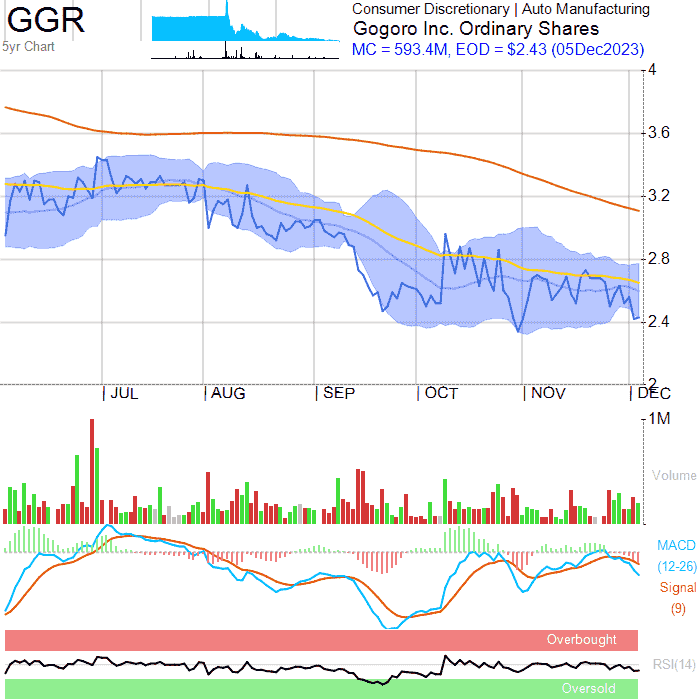 GGR
5yr Chart
Consumer Discretionary | Auto Manufacturing
Gogoro Inc. Ordinary Shares
MC = 593.4M, EOD = $2.43 (05Dec2023)
4
3.6
3.2
2.8
2.4
2
JUL
AUG
SEP
OCT
NOV
DEC
1M
Volume
MACD
(12-26)
Signal
(9)
Overbought
RSI(14)
Oversold